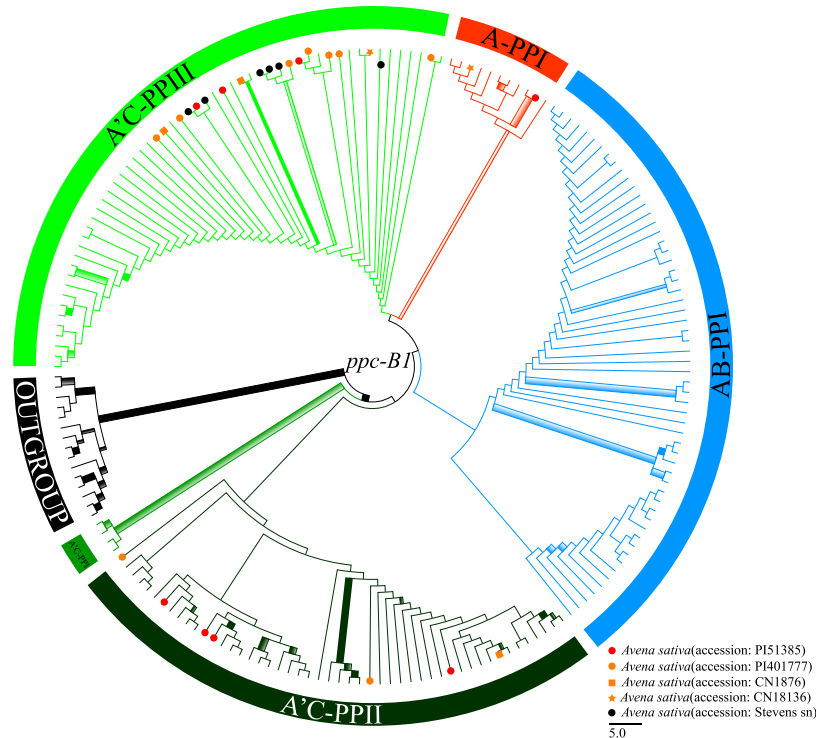 A'C-PPIII
A-PPI
AB-PPI
ppc-B1
OUTGROUP
A'C-PPI
A'C-PPII
Avena sativa(accession: PI51385)
Avena sativa(accession: PI401777)
Avena sativa(accession: CN1876)
Avena sativa(accession: CN18136)
Avena sativa(accession: Stevens sn)
5.0